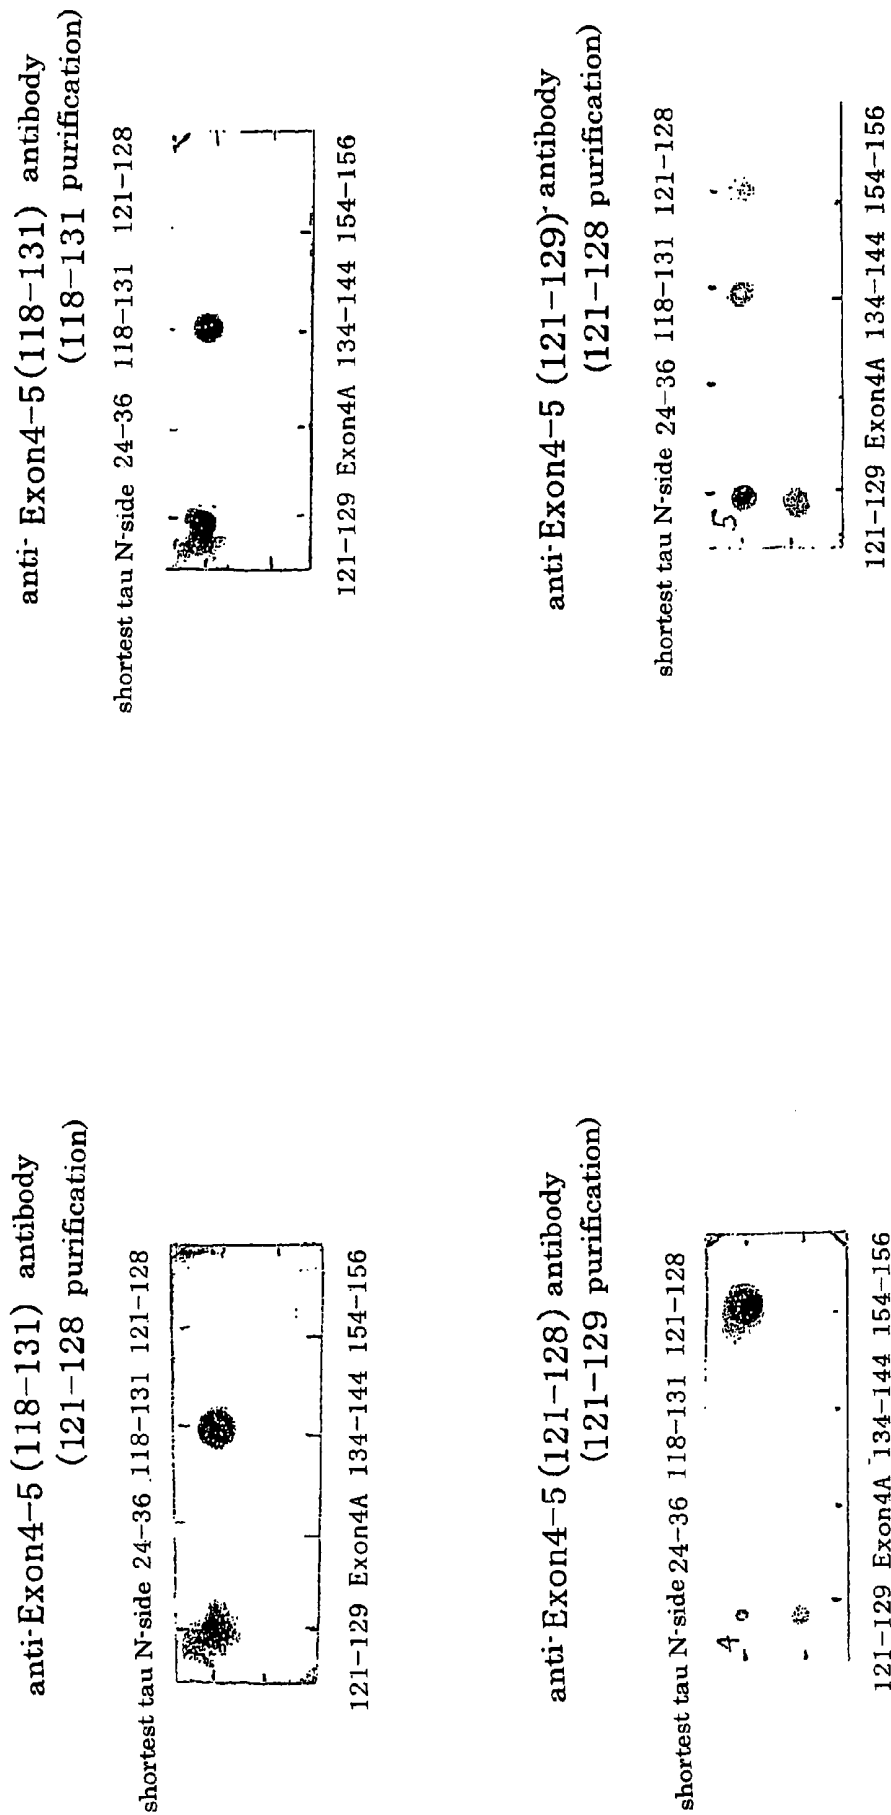 anti-Exon4-5(118-131) antibody
(121-128 purification)
shortest tau N-side 24-36 118-131 121-128
121-129 Exon4A 134-144 154-156
anti-Exon4-5(118-131) antibody
(118-131 purification)
shortest tau N-side 24-36 118-131 121-128
121-129 Exon4A 134-144 154-156
anti-Exon4-5(121-128) antibody
(121-129 purification)
shortest tau N-side 24-36 118-131 121-128
4
121-129 Exon4A 134-144 154-156
anti-Exon4-5 (121-129) antibody
(121-128 purification)
shortest tau N-side 24-36 118-131 121-128
5
121-129 Exon4A 134-144 154-156